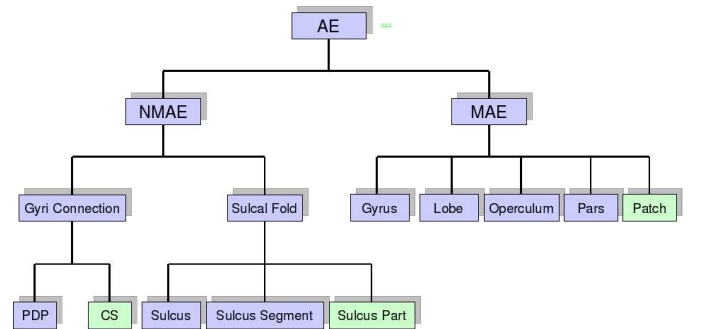 AE
NMAE
MAE
Gyri Connection
Sulcal Fold
Gyrus
Lobe
Operculum
Pars
Patch
PDP
CS
Sulcus
Sulcus Segment
Sulcus Part